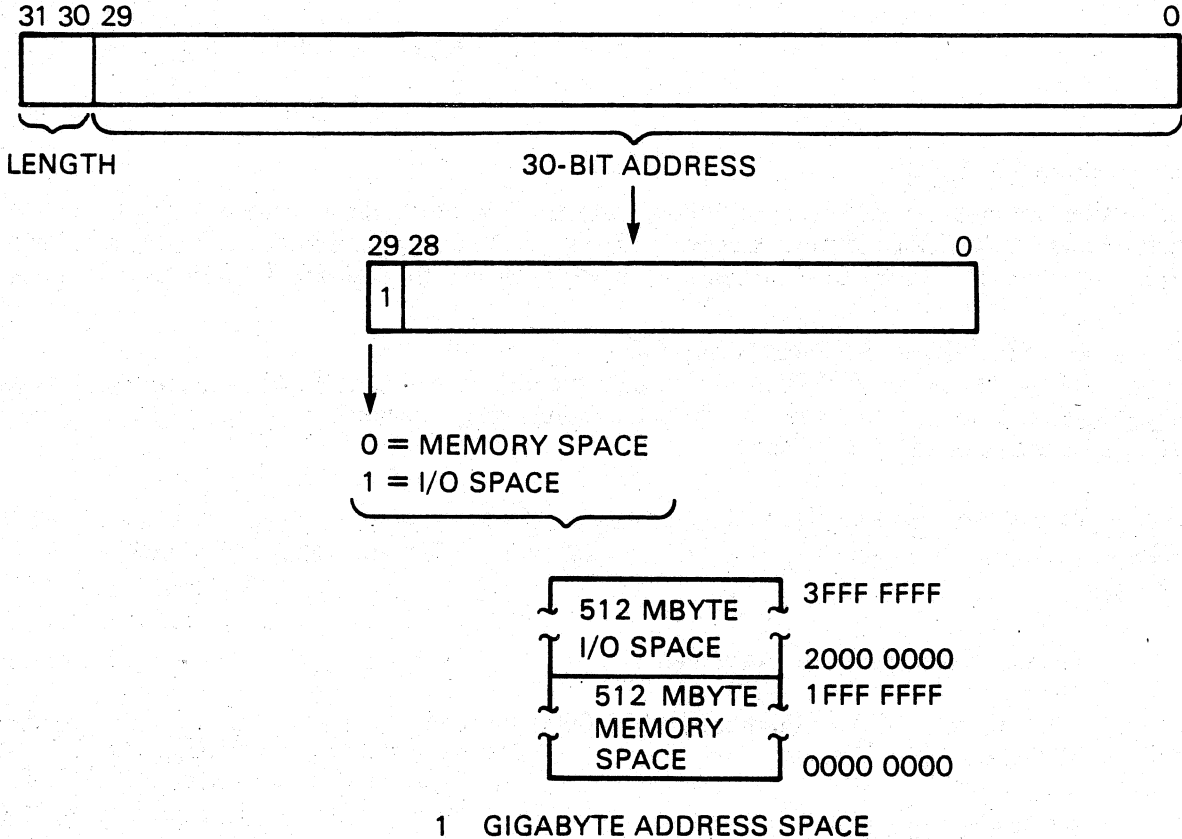 31 30 29 0
LENGTH 30-BIT ADDRESS
29 28 0
1
0 = MEMORY SPACE
1 = I/O SPACE
512 MBYTE 3FFF FFFF
I/O SPACE 2000 0000
512 MBYTE 1FFF FFFF
MEMORY
SPACE 0000 0000
1 GIGABYTE ADDRESS SPACE